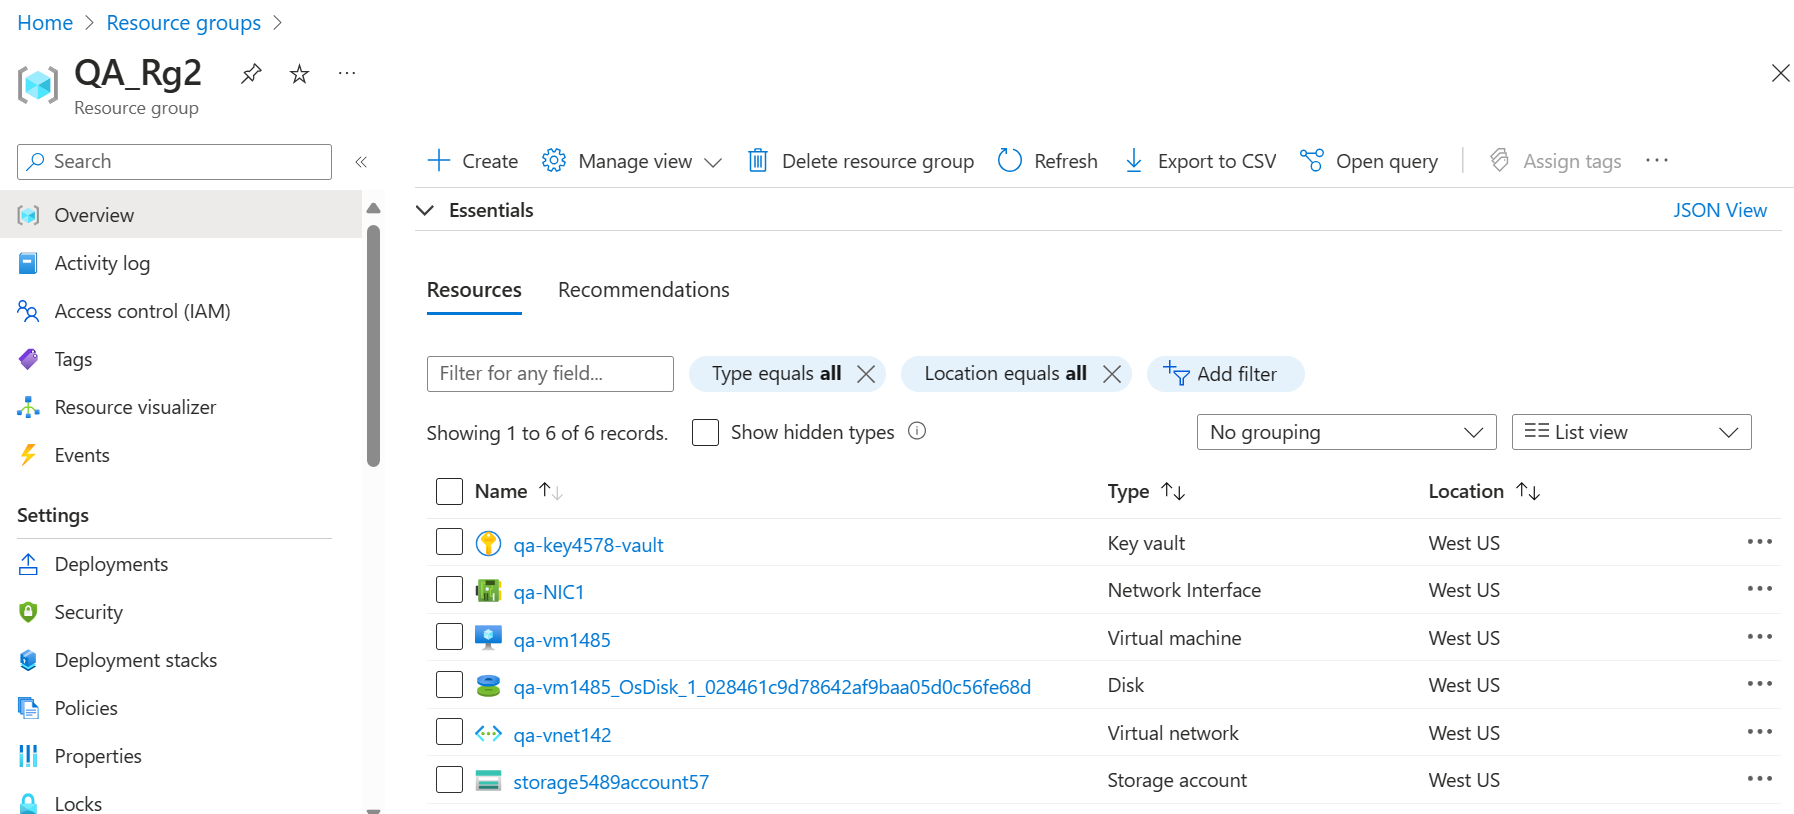 Home > Resource groups >
QA_Rg2
Resource group
Search
Overview
Activity log
Access control (IAM)
Tags
Resource visualizer
Events
Settings
Deployments
Security
Deployment stacks
Policies
Properties
Locks
Create Manage view Delete resource group Refresh Export to CSV Open query Assign tags
Essentials JSON View
Resources Recommendations
Filter for any field... Type equals all Location equals all Add filter
Showing 1 to 6 of 6 records. Show hidden types No grouping List view
Name Type Location
qa-key4578-vault Key vault West US
qa-NIC1 Network Interface West US
qa-vm1485 Virtual machine West US
qa-vm1485_OsDisk_1_028461c9d78642af9baa05d0c56fe68d Disk West US
qa-vnet142 Virtual network West US
storage5489account57 Storage account West US